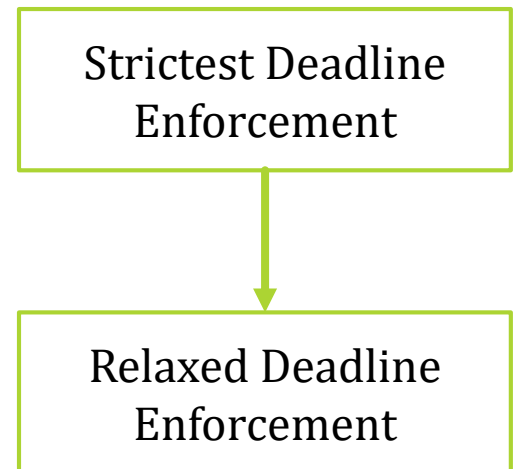 Strictest Deadline
Enforcement
Relaxed Deadline
Enforcement